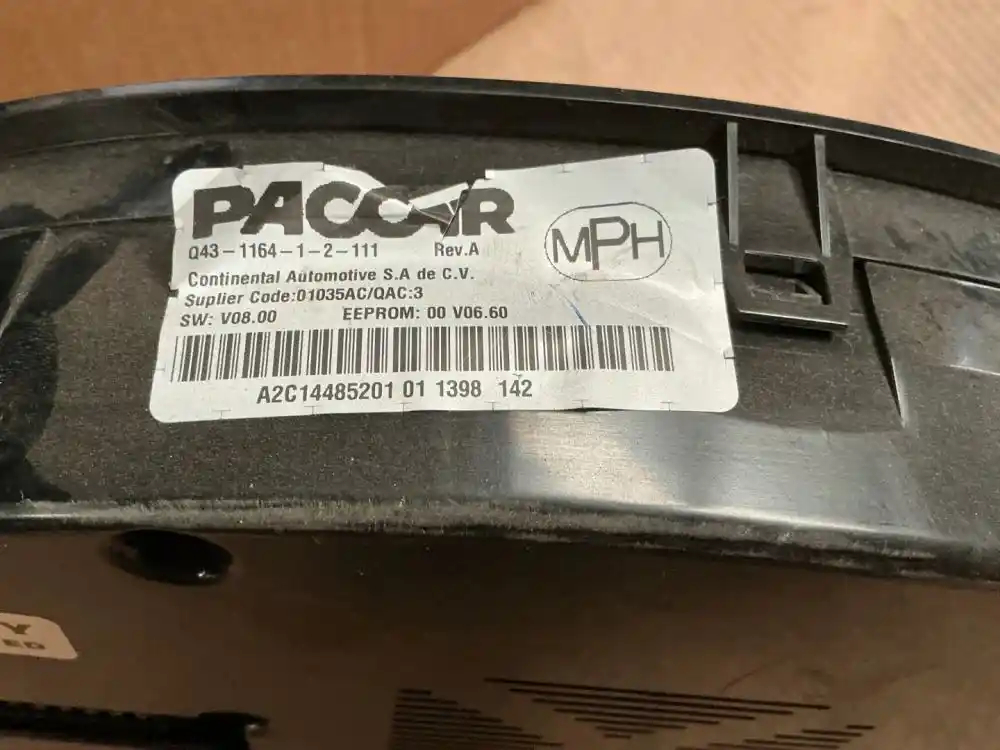 PACCAR
Q43-1164-1-2-111 Rev.A
MPH
Continental Automotive S.A de C.V.
Suplier Code:01035AC/QAC:3
SW: V08.00 EEPROM: 00 V06.60
A2C14485201 01 1398 142
Y
ED